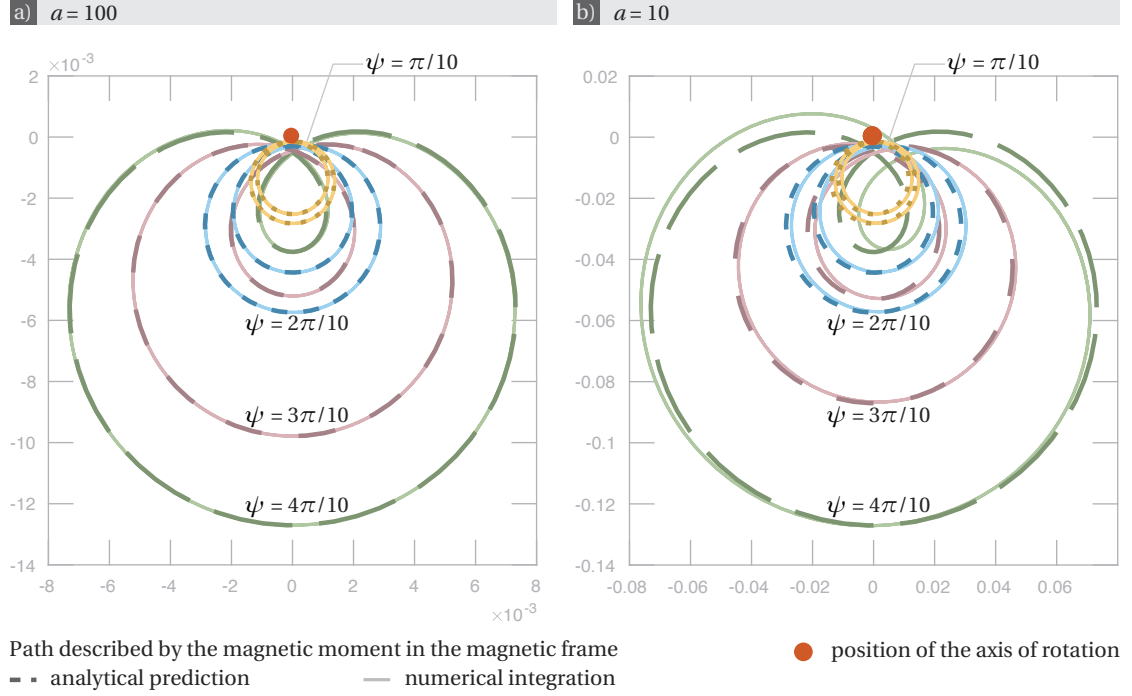 a) a = 100
b) a = 10
×10⁻³
ψ = π/10
ψ = π/10
2
0
-2
-4
-6
-8
-10
-12
-14
0.02
0
-0.02
-0.04
-0.06
-0.08
-0.1
-0.12
-0.14
ψ = 2π/10
ψ = 3π/10
ψ = 4π/10
ψ = 2π/10
ψ = 3π/10
ψ = 4π/10
-8 -6 -4 -2 0 2 4 6 8
×10⁻³
-0.08 -0.06 -0.04 -0.02 0 0.02 0.04 0.06
Path described by the magnetic moment in the magnetic frame
analytical prediction numerical integration
position of the axis of rotation